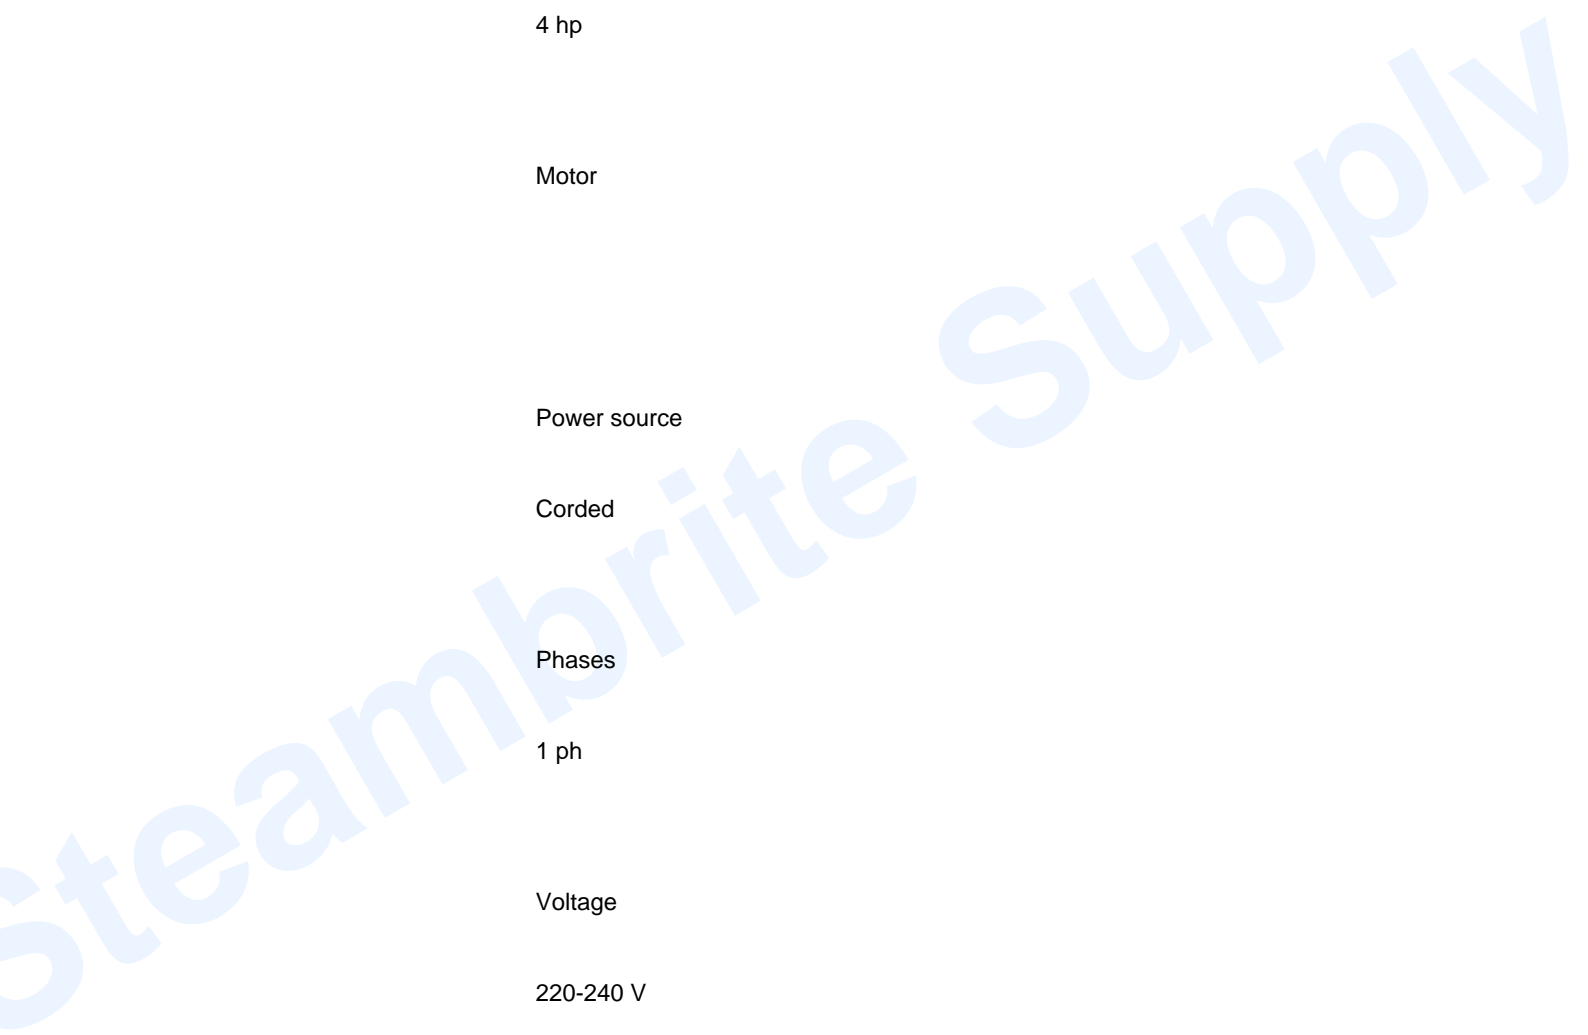 4 hp
Motor
Power source
Corded
Phases
1 ph
Voltage
220-240 V
Steambrite Supply